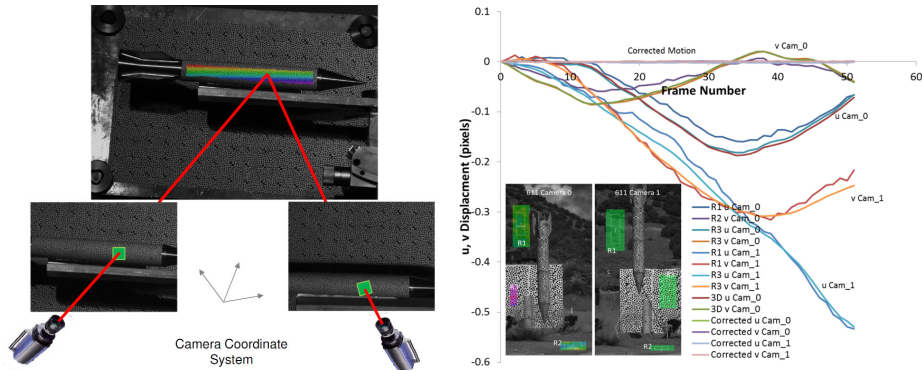 Camera Coordinate
System
0.1
0
-0.1
-0.2
-0.3
-0.4
-0.5
-0.6
u, v Displacment (pixels)
0
10
20
30
40
50
60
Frame Number
Corrected Motion
v Cam_0
u Cam_0
v Cam_1
u Cam_1
611 Camera 0
611 Camera 1
R1
R1
R2
R2
R1 u Cam_0
R2 v Cam_0
R3 u Cam_0
R3 v Cam_0
R1 u Cam_1
R1 v Cam_1
R3 u Cam_1
R3 v Cam_1
3D u Cam_0
3D v Cam_0
Corrected u Cam_0
Corrected v Cam_0
Corrected u Cam_1
Corrected v Cam_1